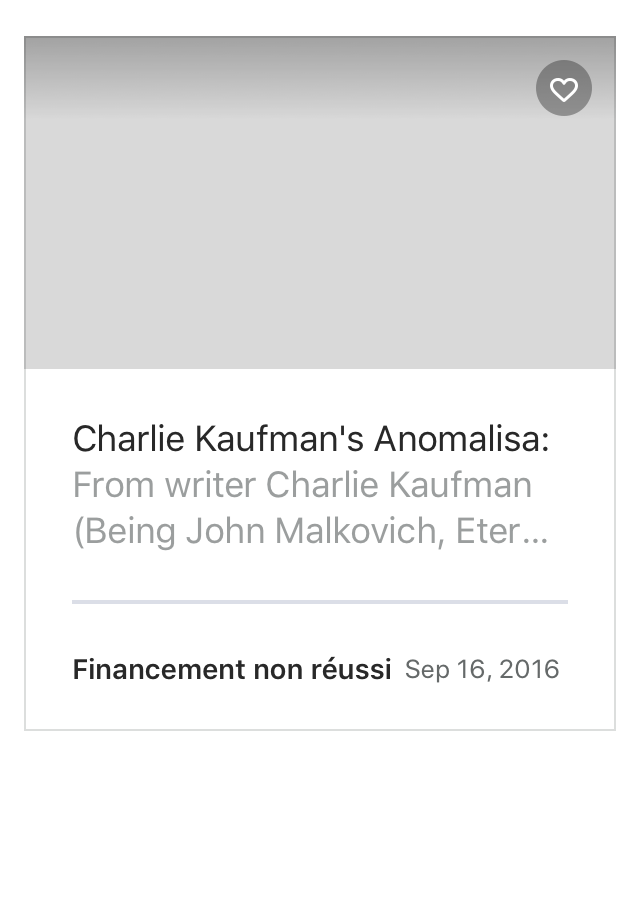 Charlie Kaufman's Anomalisa:
From writer Charlie Kaufman
(Being John Malkovich, Eter…
Financement non réussi Sep 16, 2016